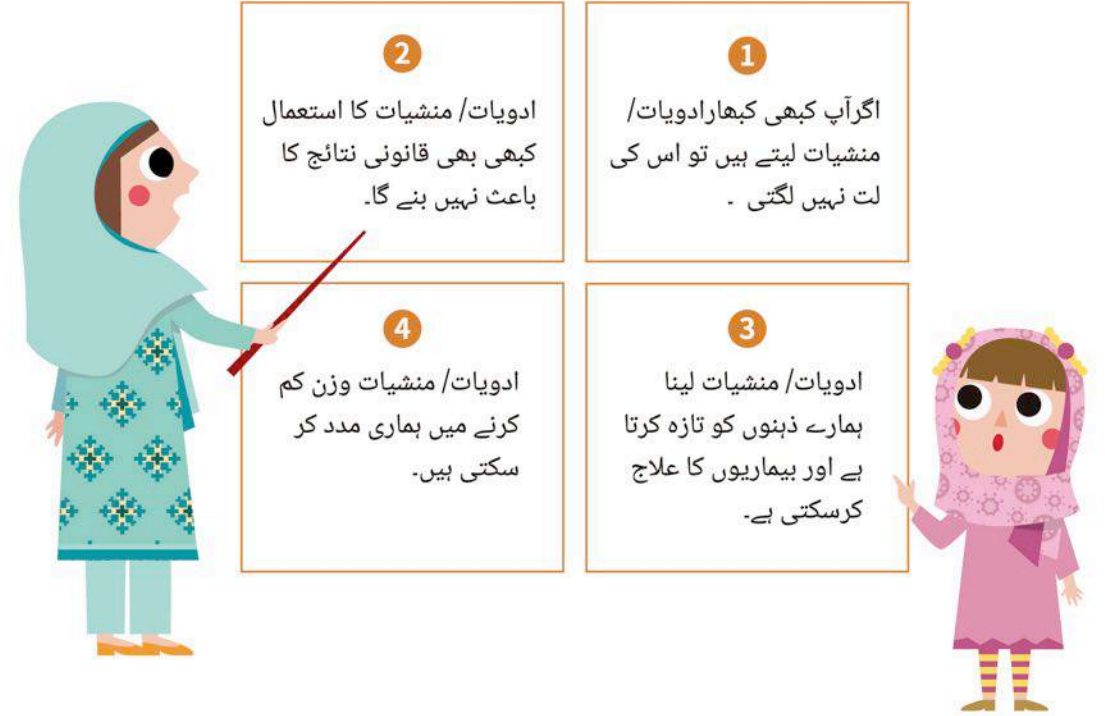 1
اگرآپ کبھی کبھارادویات/
منشیات لیتے ہیں تو اس کی
لت نہیں لگتی ۔
2
ادویات/ منشیات کا استعمال
کبھی بھی قانونی نتائج کا
باعث نہیں بنے گا۔
3
ادویات/ منشیات لینا
ہمارے ذہنوں کو تازہ کرتا
ہے اور بیماریوں کا علاج
کرسکتی ہے۔
4
ادویات/ منشیات وزن کم
کرنے میں ہماری مدد کر
سکتی ہیں۔